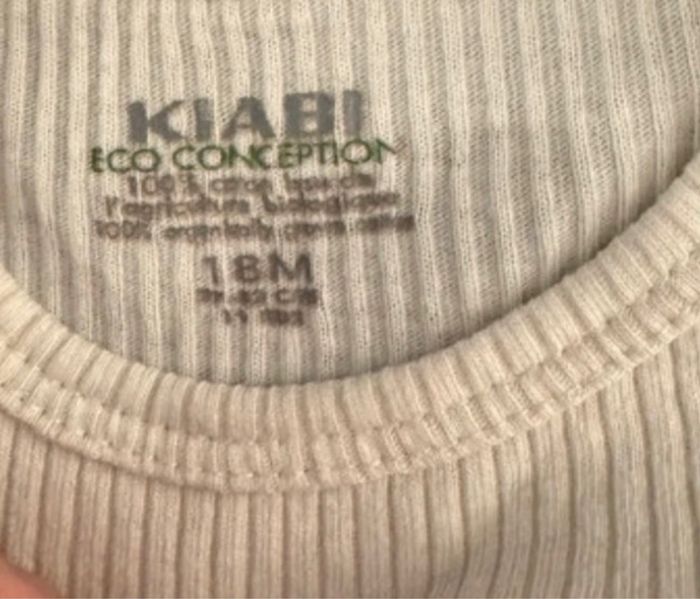 KIABI
ECO CONCEPTION
100% coton issu de
l'agriculture biologique
100% organically grown cotton
18M